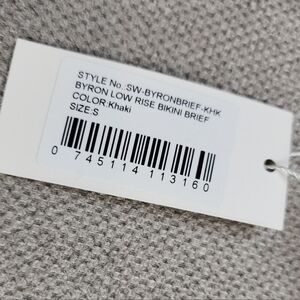 STYLE No.:SW-BYRONBRIEF-KHK
BYRON LOW RISE BIKINI BRIEF
COLOR:Khaki
SIZE:S
0 745114 113160